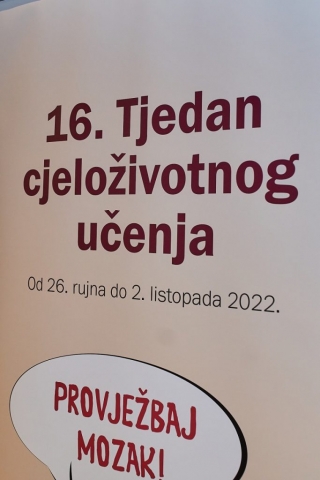 16. Tjedan
cjeloživotnog
učenja
Od 26. rujna do 2. listopada 2022.
PROVJEŽBAJ
MOZAK!